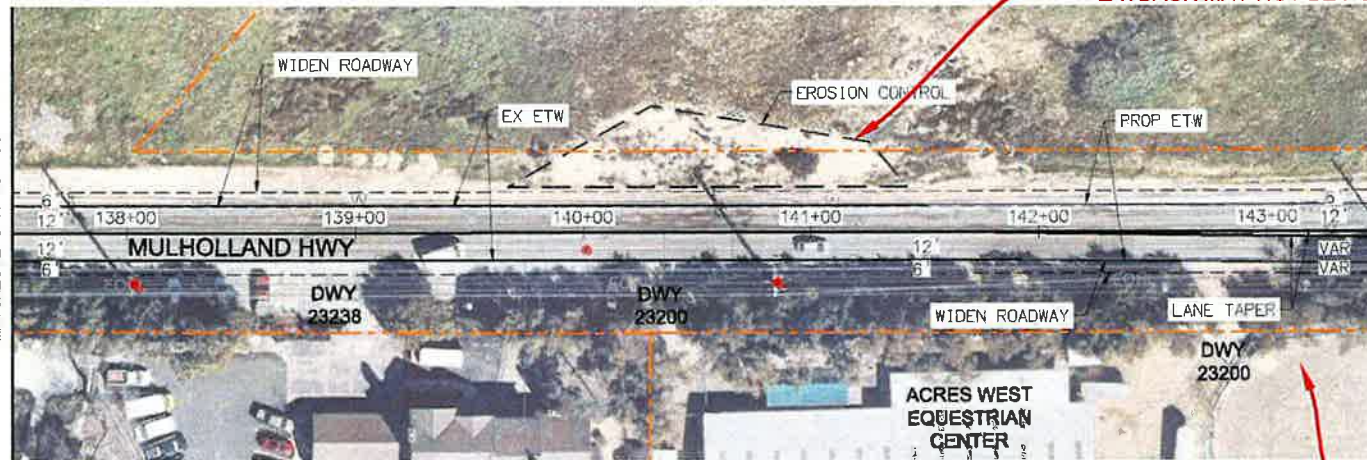 WIDEN ROADWAY
EX ETW
EROSION CONTROL
PROP ETW
6'
12'
138+00
139+00
140+00
141+00
142+00
143+00
12'
12'
6'
MULHOLLAND HWY
12'
6'
VAR
VAR
DWY
23238
DWY
23200
WIDEN ROADWAY
LANE TAPER
DWY
23200
ACRES WEST
EQUESTRIAN
CENTER